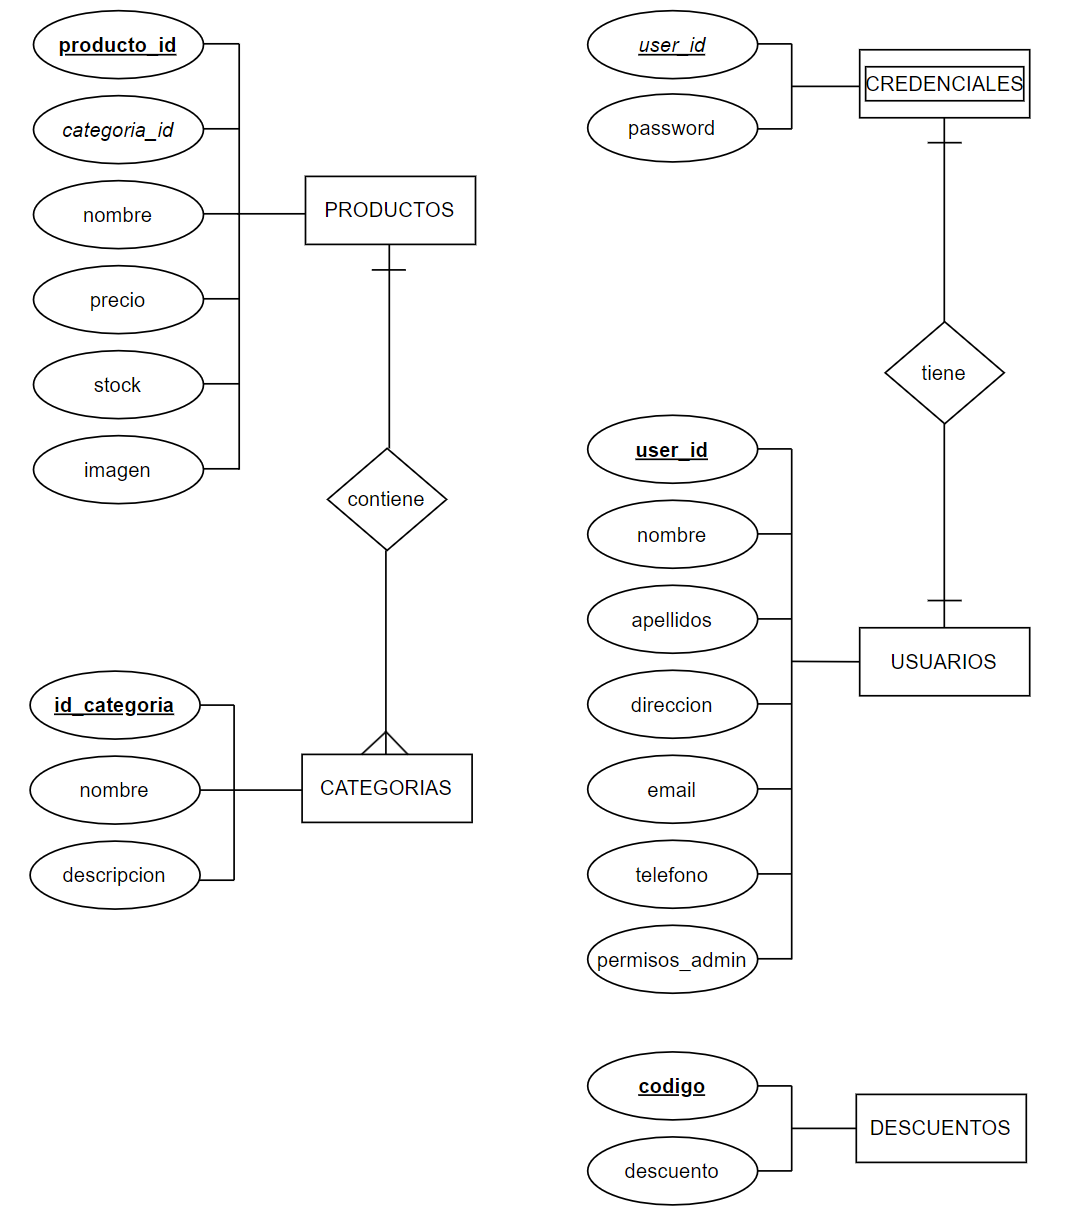 producto_id
categoria_id
nombre
precio
stock
imagen
PRODUCTOS
contiene
id_categoria
nombre
descripcion
CATEGORIAS
user_id
password
CREDENCIALES
tiene
user_id
nombre
apellidos
direccion
email
telefono
permisos_admin
USUARIOS
codigo
descuento
DESCUENTOS